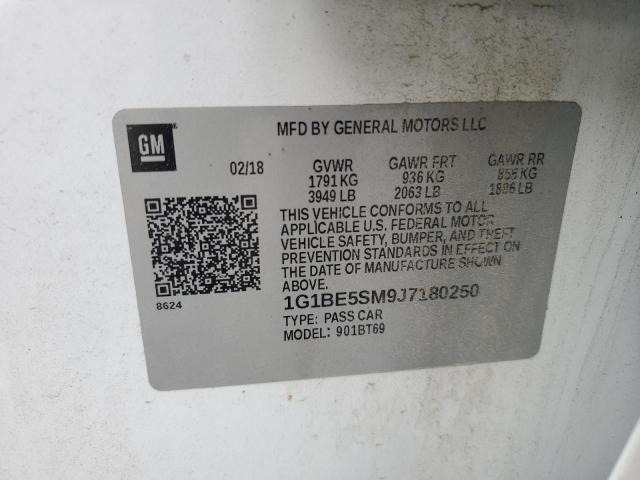 GM
MFD BY GENERAL MOTORS LLC
02/18 GVWR GAWR FRT GAWR RR
1791 KG 936 KG 855 KG
3949 LB 2063 LB 1886 LB
THIS VEHICLE CONFORMS TO ALL
APPLICABLE U.S. FEDERAL MOTOR
VEHICLE SAFETY, BUMPER, AND THEFT
PREVENTION STANDARDS IN EFFECT ON
THE DATE OF MANUFACTURE SHOWN
ABOVE.
8624
1G1BE5SM9J7180250
TYPE: PASS CAR
MODEL: 901BT69